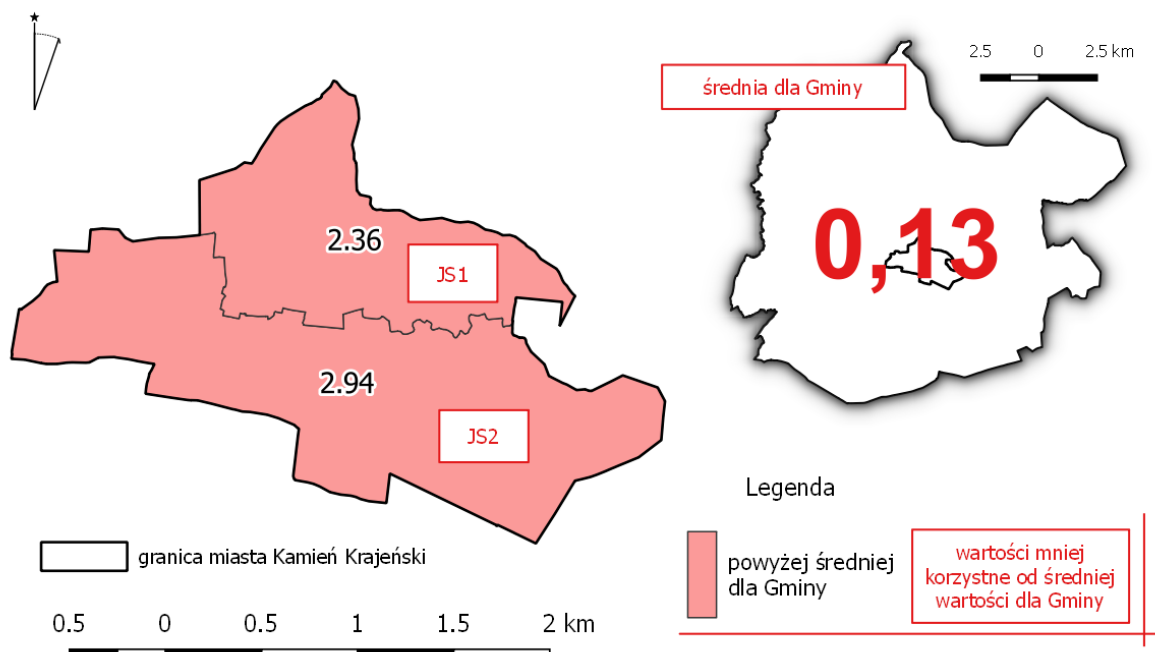 2.5 0 2.5 km
średnia dla Gminy
0,13
2.36
JS1
2.94
JS2
Legenda
granica miasta Kamień Krajeński
powyżej średniej
dla Gminy
wartości mniej
korzystne od średniej
wartości dla Gminy
0.5 0 0.5 1 1.5 2 km